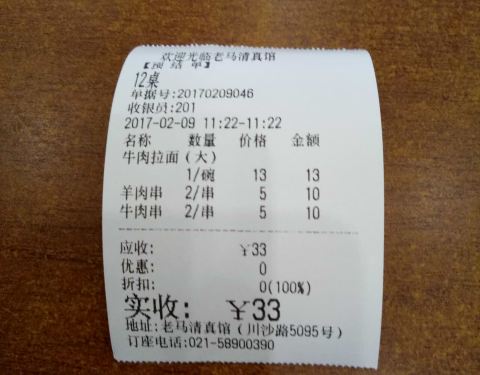 欢迎光临老马清真馆
【预结单】
12桌
单据号:20170209046
收银员:201
2017-02-09 11:22-11:22
名称 数量 价格 金额
牛肉拉面(大)
1/碗 13 13
羊肉串 2/串 5 10
牛肉串 2/串 5 10
应收: ¥33
优惠: 0
折扣: 0(100%)
实收: ¥33
地址:老马清真馆(川沙路5095号)
订座电话:021-58900390